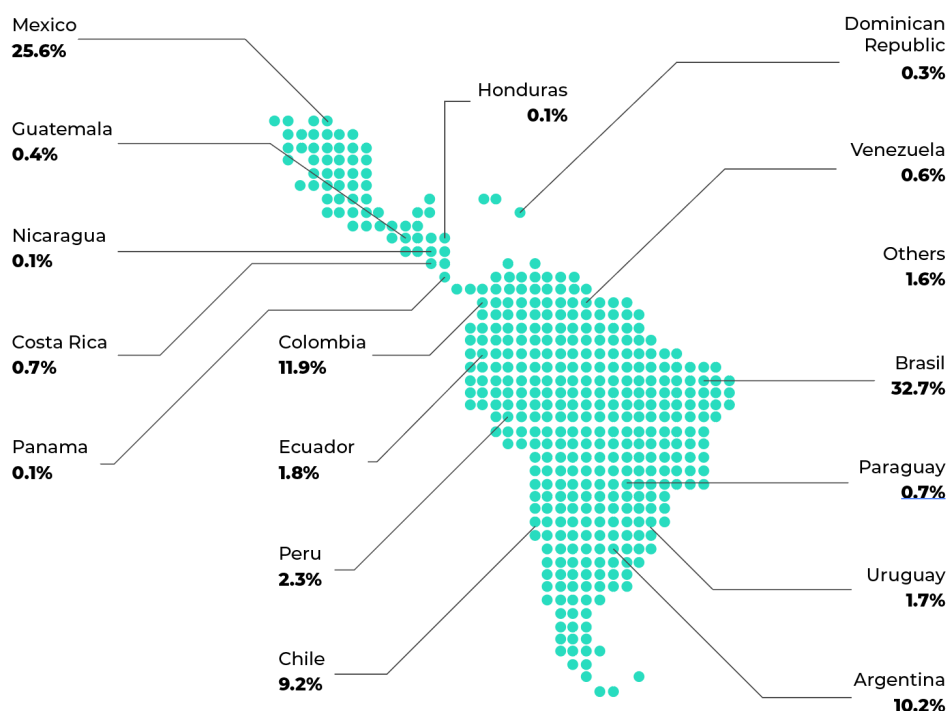 Mexico
25.6%
Guatemala
0.4%
Nicaragua
0.1%
Costa Rica
0.7%
Panama
0.1%
Honduras
0.1%
Colombia
11.9%
Ecuador
1.8%
Peru
2.3%
Chile
9.2%
Dominican
Republic
0.3%
Venezuela
0.6%
Others
1.6%
Brasil
32.7%
Paraguay
0.7%
Uruguay
1.7%
Argentina
10.2%